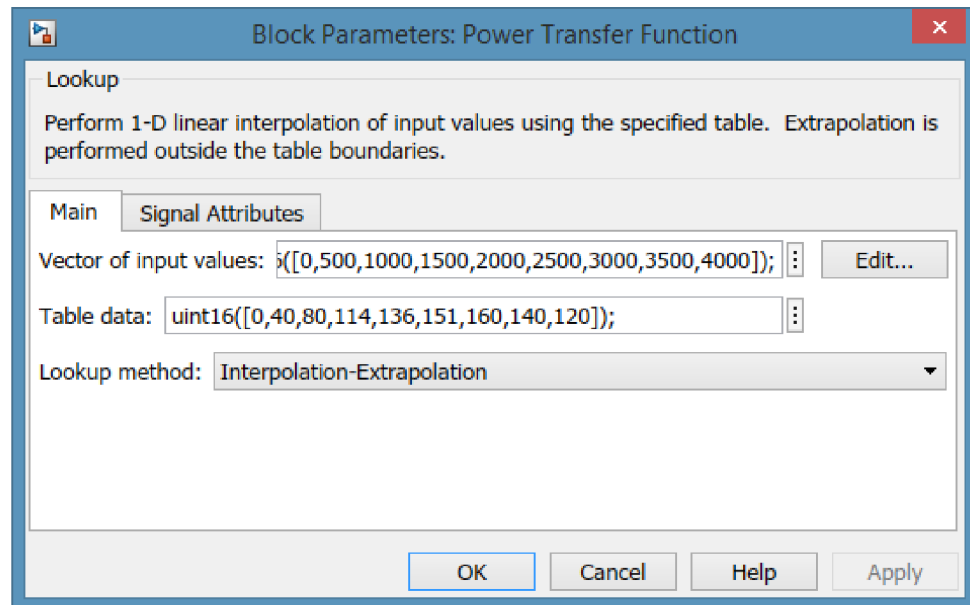 Block Parameters: Power Transfer Function
Lookup
Perform 1-D linear interpolation of input values using the specified table. Extrapolation is
performed outside the table boundaries.
Main Signal Attributes
Vector of input values: ([0,500,1000,1500,2000,2500,3000,3500,4000]); Edit...
Table data: uint16([0,40,80,114,136,151,160,140,120]);
Lookup method: Interpolation-Extrapolation
OK Cancel Help Apply